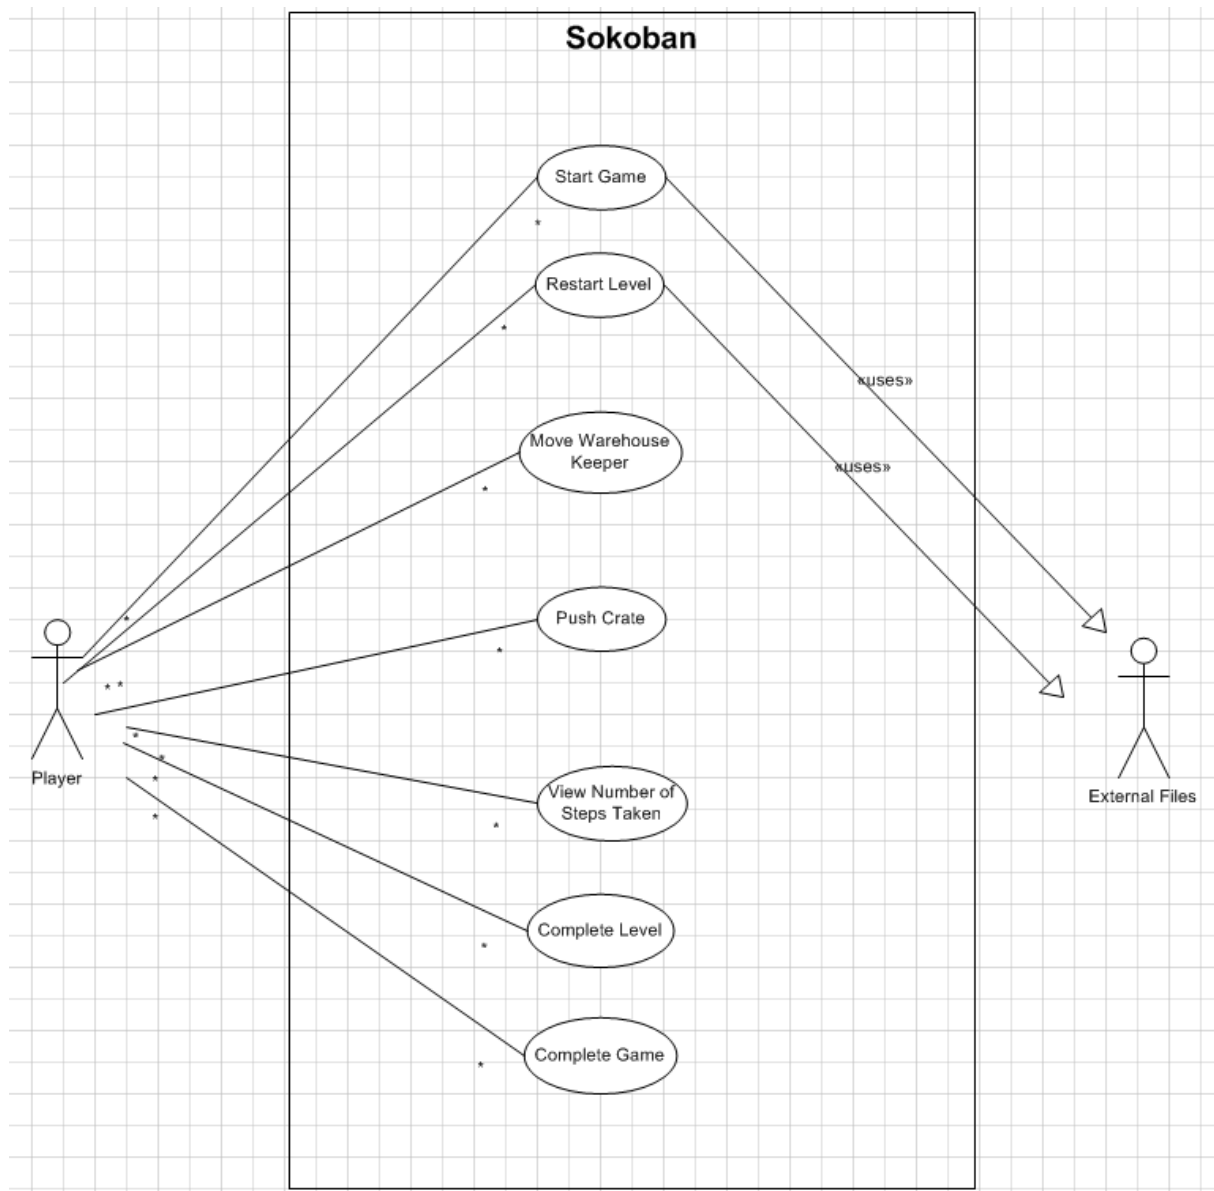 Sokoban
Start Game
*
Restart Level
*
«uses»
Move Warehouse
Keeper
«uses»
*
Push Crate
*
*
* *
*
*
*
Player
View Number of
Steps Taken
External Files
*
*
Complete Level
*
Complete Game
*